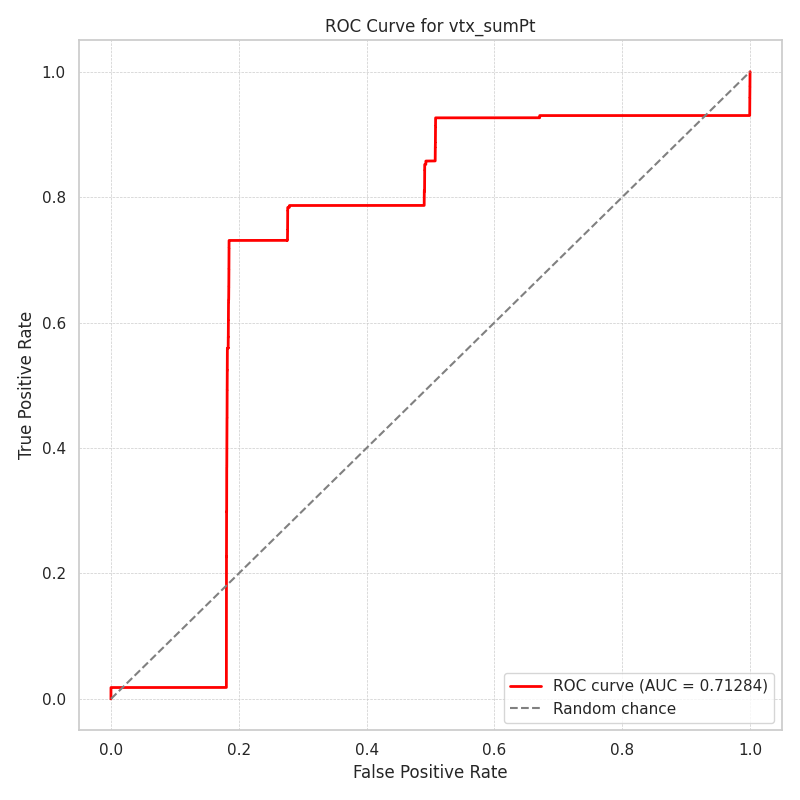 ROC Curve for vtx_sumPt
True Positive Rate
1.0
0.8
0.6
0.4
0.2
0.0
ROC curve (AUC = 0.71284)
Random chance
0.0 0.2 0.4 0.6 0.8 1.0
False Positive Rate